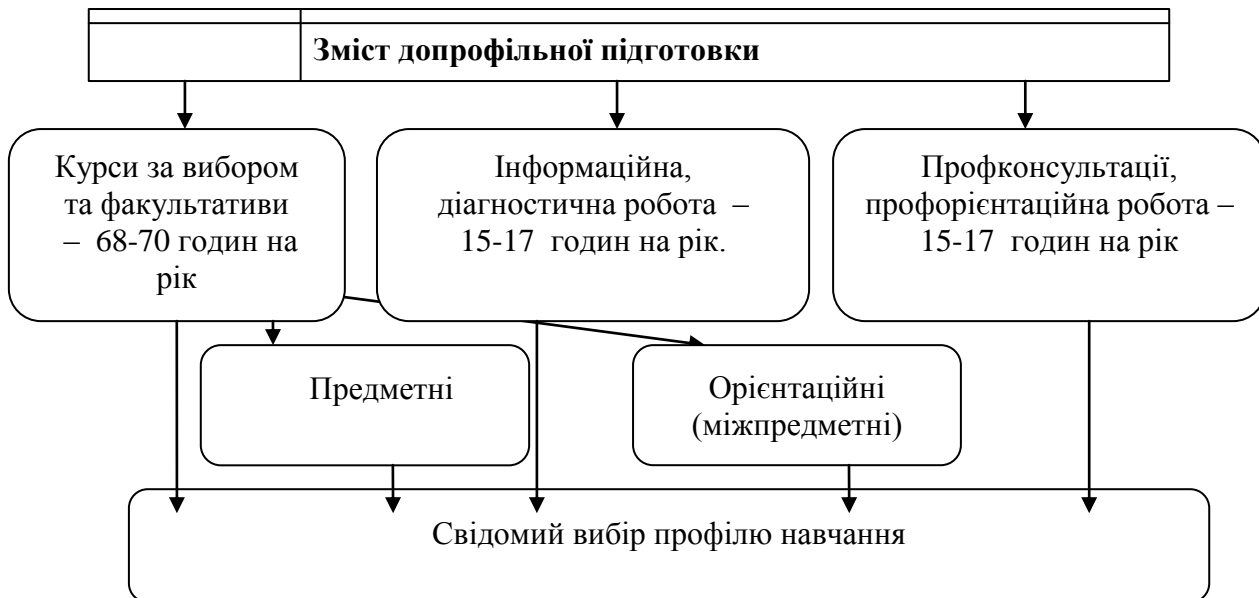 Зміст допрофільної підготовки
Курси за вибором
та факультативи
– 68-70 годин на
рік
Інформаційна,
діагностична робота –
15-17 годин на рік.
Профконсультації,
профорієнтаційна робота –
15-17 годин на рік
Предметні
Орієнтаційні
(міжпредметні)
Свідомий вибір профілю навчання